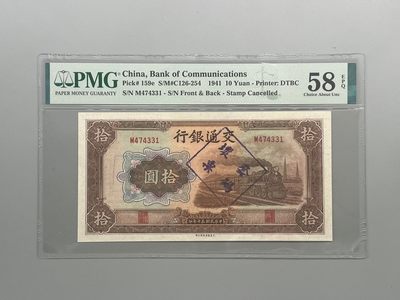 PMG
PAPER MONEY GUARANTY
China, Bank of Communications
Pick# 159e S/M#C126-254 1941 10 Yuan - Printer: DTBC
S/N M474331 - S/N Front & Back - Stamp Cancelled
58 EPQ
Choice About Unc
拾
行銀通交
拾
M474331
M474331
圓拾
拾
拾